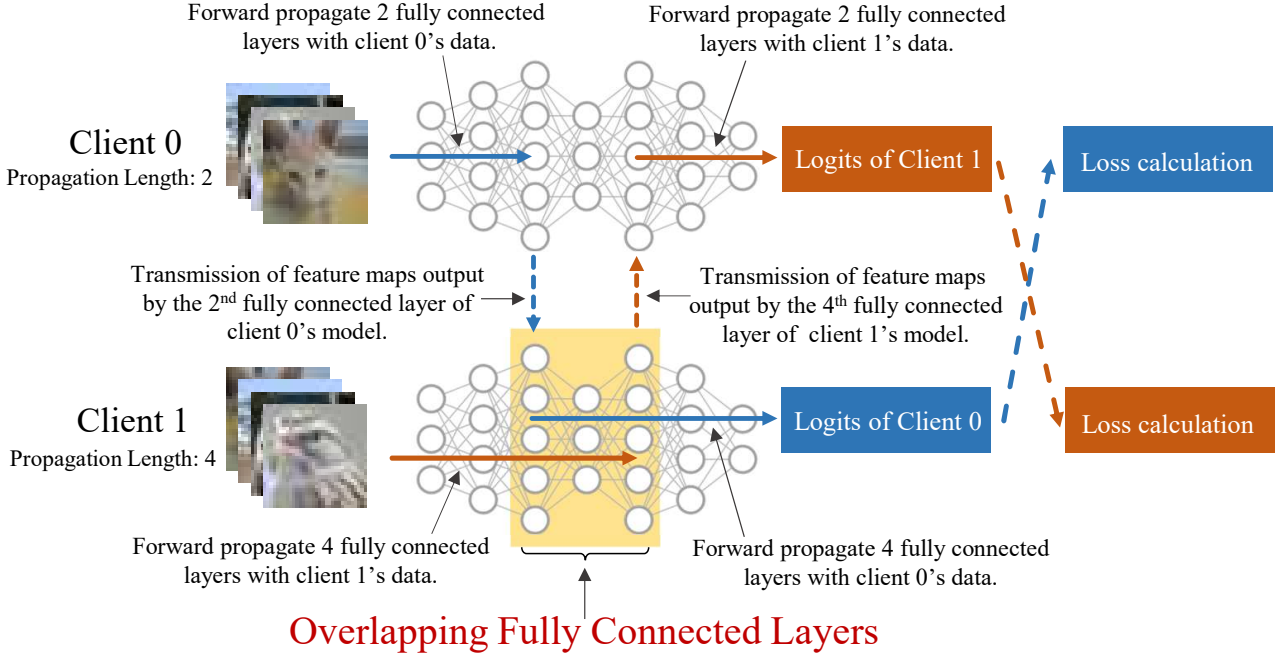 Forward propagate 2 fully connected
layers with client 0’s data.
Forward propagate 2 fully connected
layers with client 1’s data.
Client 0
Propagation Length: 2
Logits of Client 1
Loss calculation
Transmission of feature maps output
by the 2nd fully connected layer of
client 0’s model.
Transmission of feature maps
output by the 4th fully connected
layer of client 1’s model.
Client 1
Propagation Length: 4
Logits of Client 0
Loss calculation
Forward propagate 4 fully connected
layers with client 1’s data.
Forward propagate 4 fully connected
layers with client 0’s data.
Overlapping Fully Connected Layers